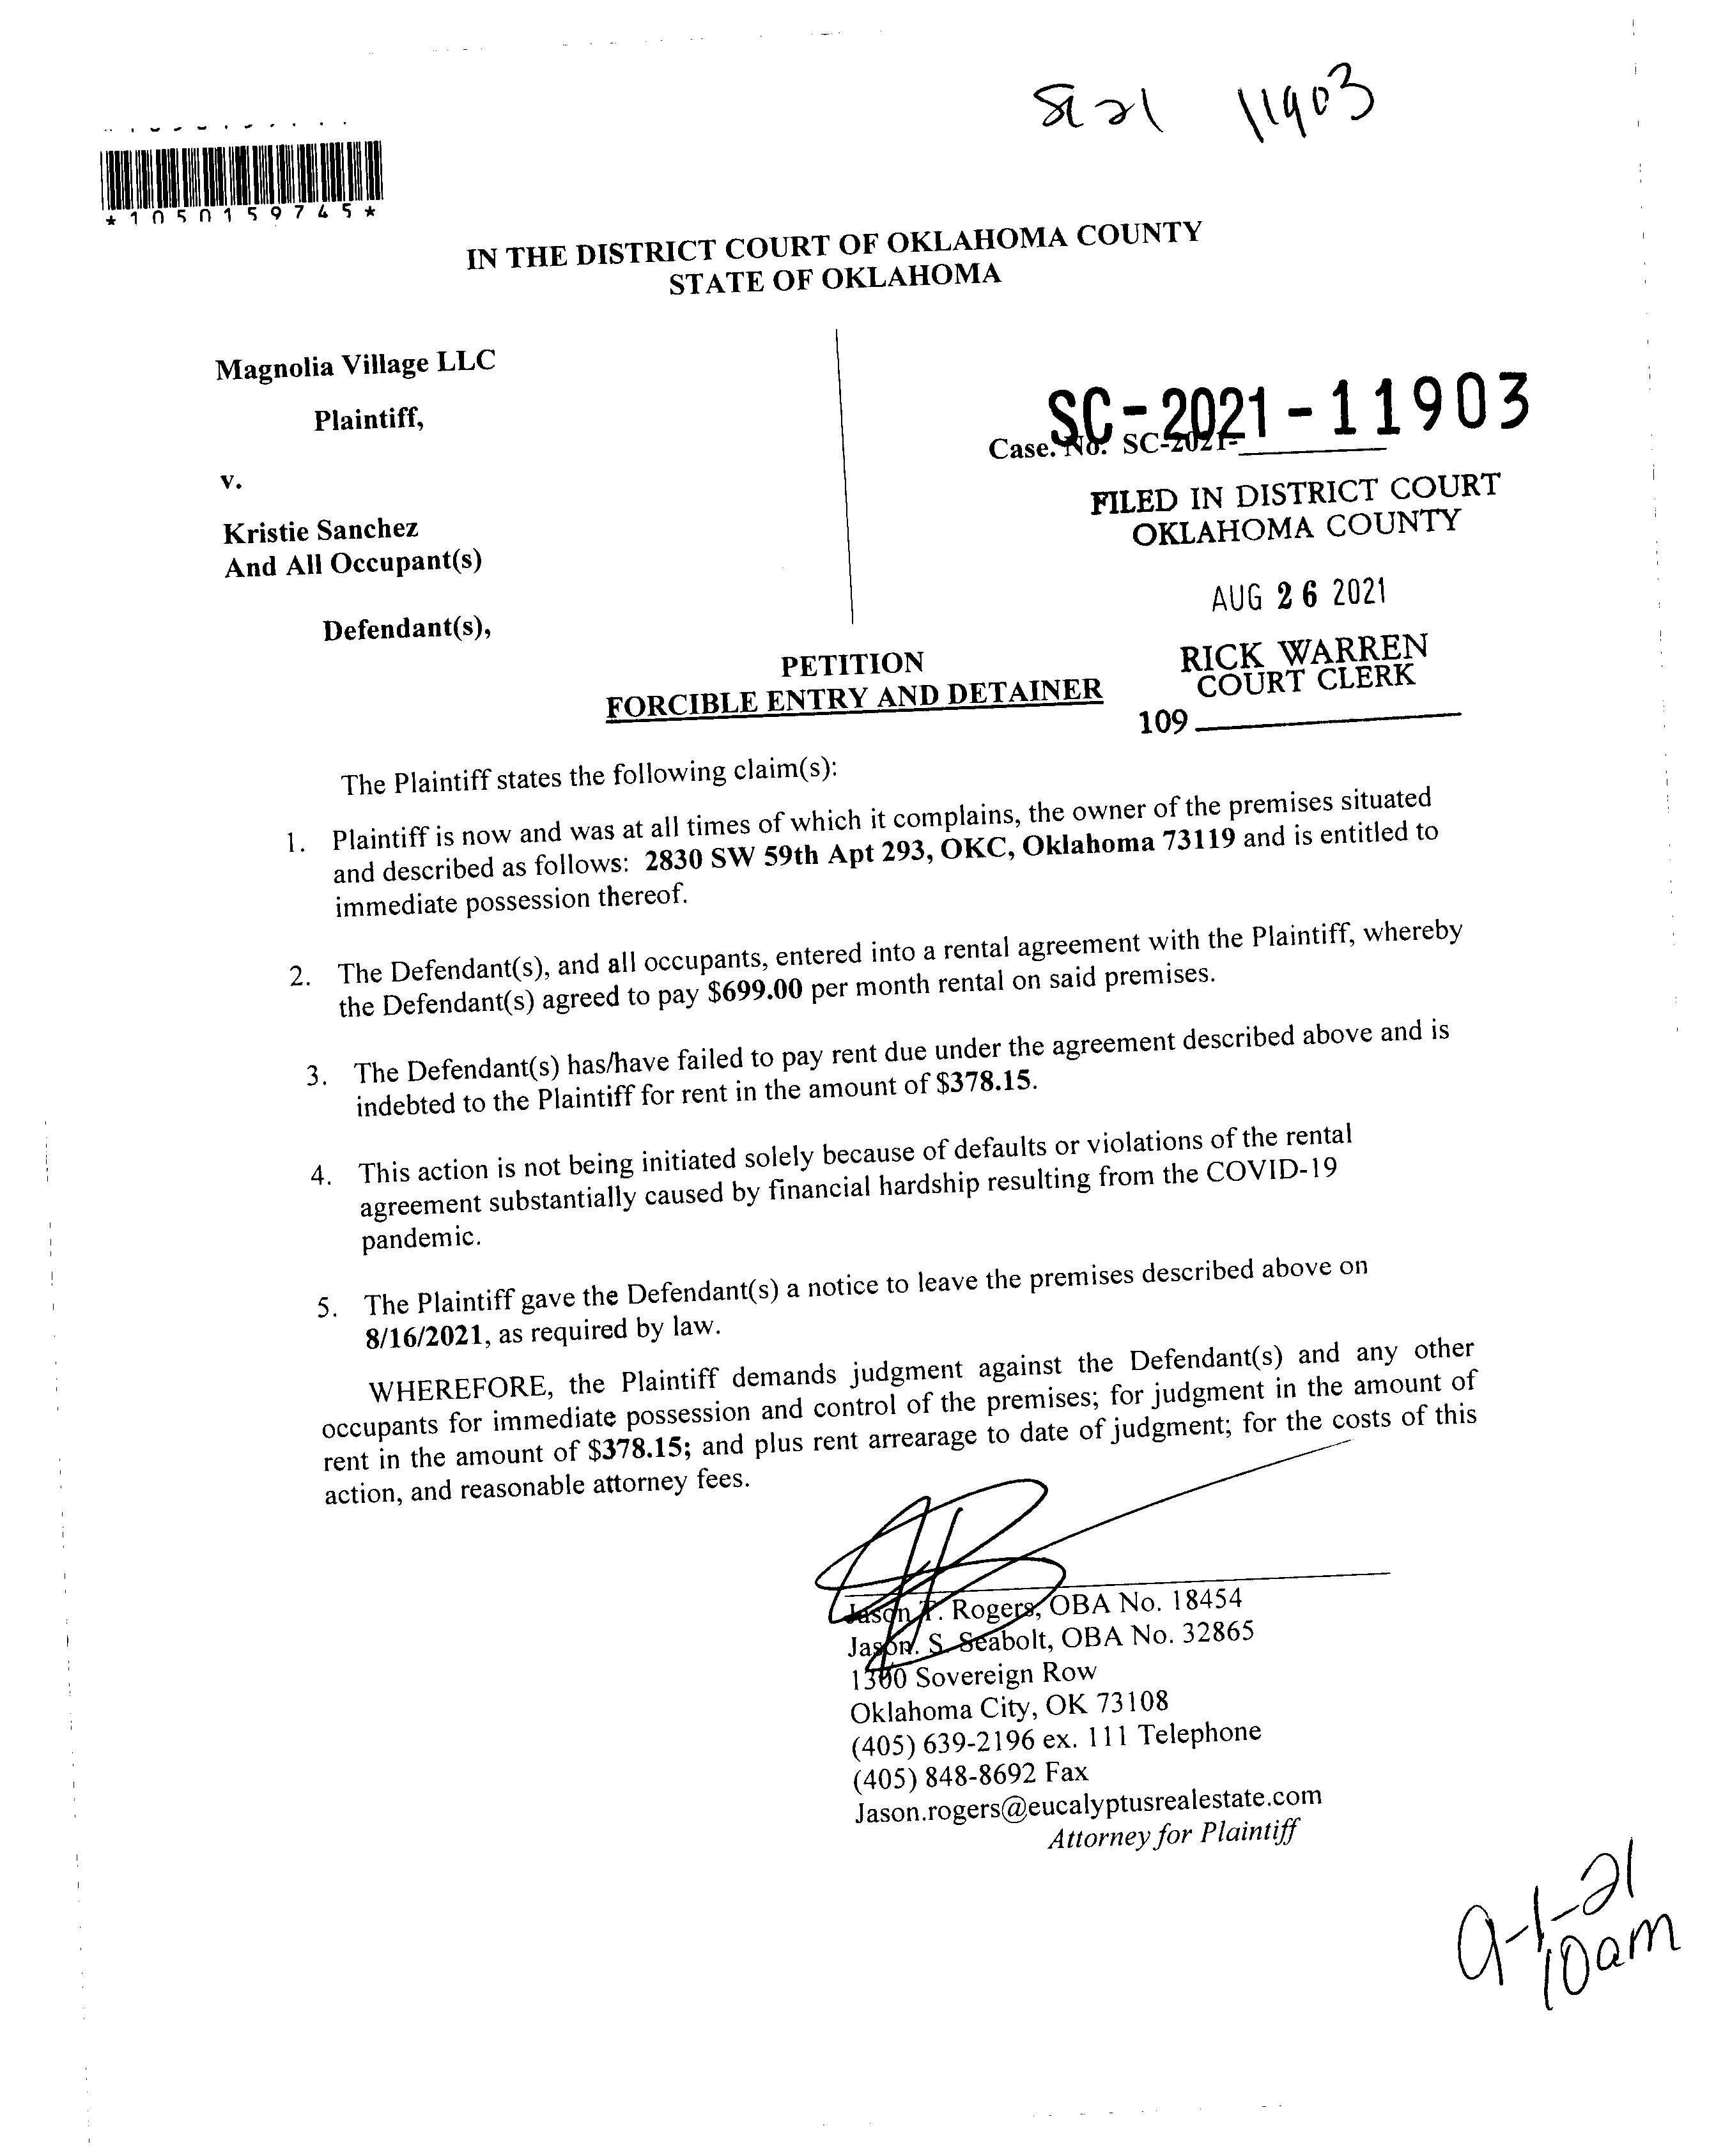 SC 21 11903
*1050159745*
IN THE DISTRICT COURT OF OKLAHOMA COUNTY
STATE OF OKLAHOMA
Magnolia Village LLC
Plaintiff,
v.
Kristie Sanchez
And All Occupant(s)
Defendant(s),
SC-2021-11903
Case. No. SC-2021-
FILED IN DISTRICT COURT
OKLAHOMA COUNTY
AUG 26 2021
RICK WARREN
COURT CLERK
109
PETITION
FORCIBLE ENTRY AND DETAINER
The Plaintiff states the following claim(s):
1. Plaintiff is now and was at all times of which it complains, the owner of the premises situated
and described as follows: 2830 SW 59th Apt 293, OKC, Oklahoma 73119 and is entitled to
immediate possession thereof.
2. The Defendant(s), and all occupants, entered into a rental agreement with the Plaintiff, whereby
the Defendant(s) agreed to pay $699.00 per month rental on said premises.
3. The Defendant(s) has/have failed to pay rent due under the agreement described above and is
indebted to the Plaintiff for rent in the amount of $378.15.
4. This action is not being initiated solely because of defaults or violations of the rental
agreement substantially caused by financial hardship resulting from the COVID-19
pandemic.
5. The Plaintiff gave the Defendant(s) a notice to leave the premises described above on
8/16/2021, as required by law.
WHEREFORE, the Plaintiff demands judgment against the Defendant(s) and any other
occupants for immediate possession and control of the premises; for judgment in the amount of
rent in the amount of $378.15; and plus rent arrearage to date of judgment; for the costs of this
action, and reasonable attorney fees.
Jason T. Rogers, OBA No. 18454
Jason. S. Seabolt, OBA No. 32865
1300 Sovereign Row
Oklahoma City, OK 73108
(405) 639-2196 ex. 111 Telephone
(405) 848-8692 Fax
Jason.rogers@eucalyptusrealestate.com
Attorney for Plaintiff
9-1-21
10am